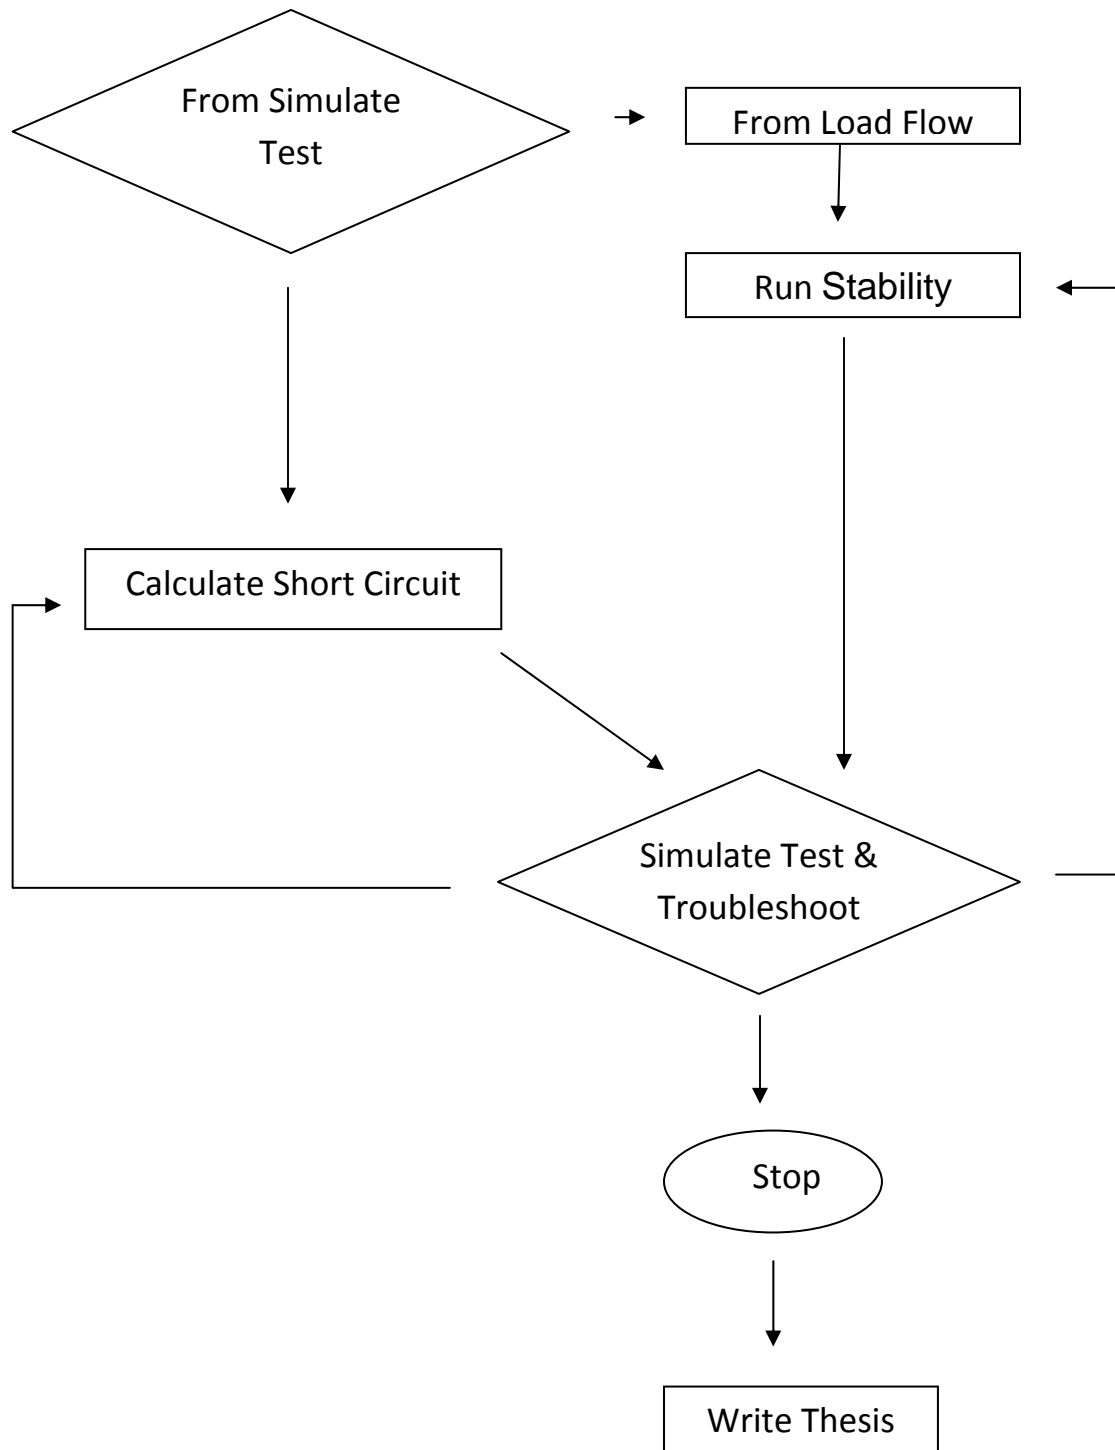 From Simulate
Test
From Load Flow
Run Stability
Calculate Short Circuit
Simulate Test &
Troubleshoot
Stop
Write Thesis